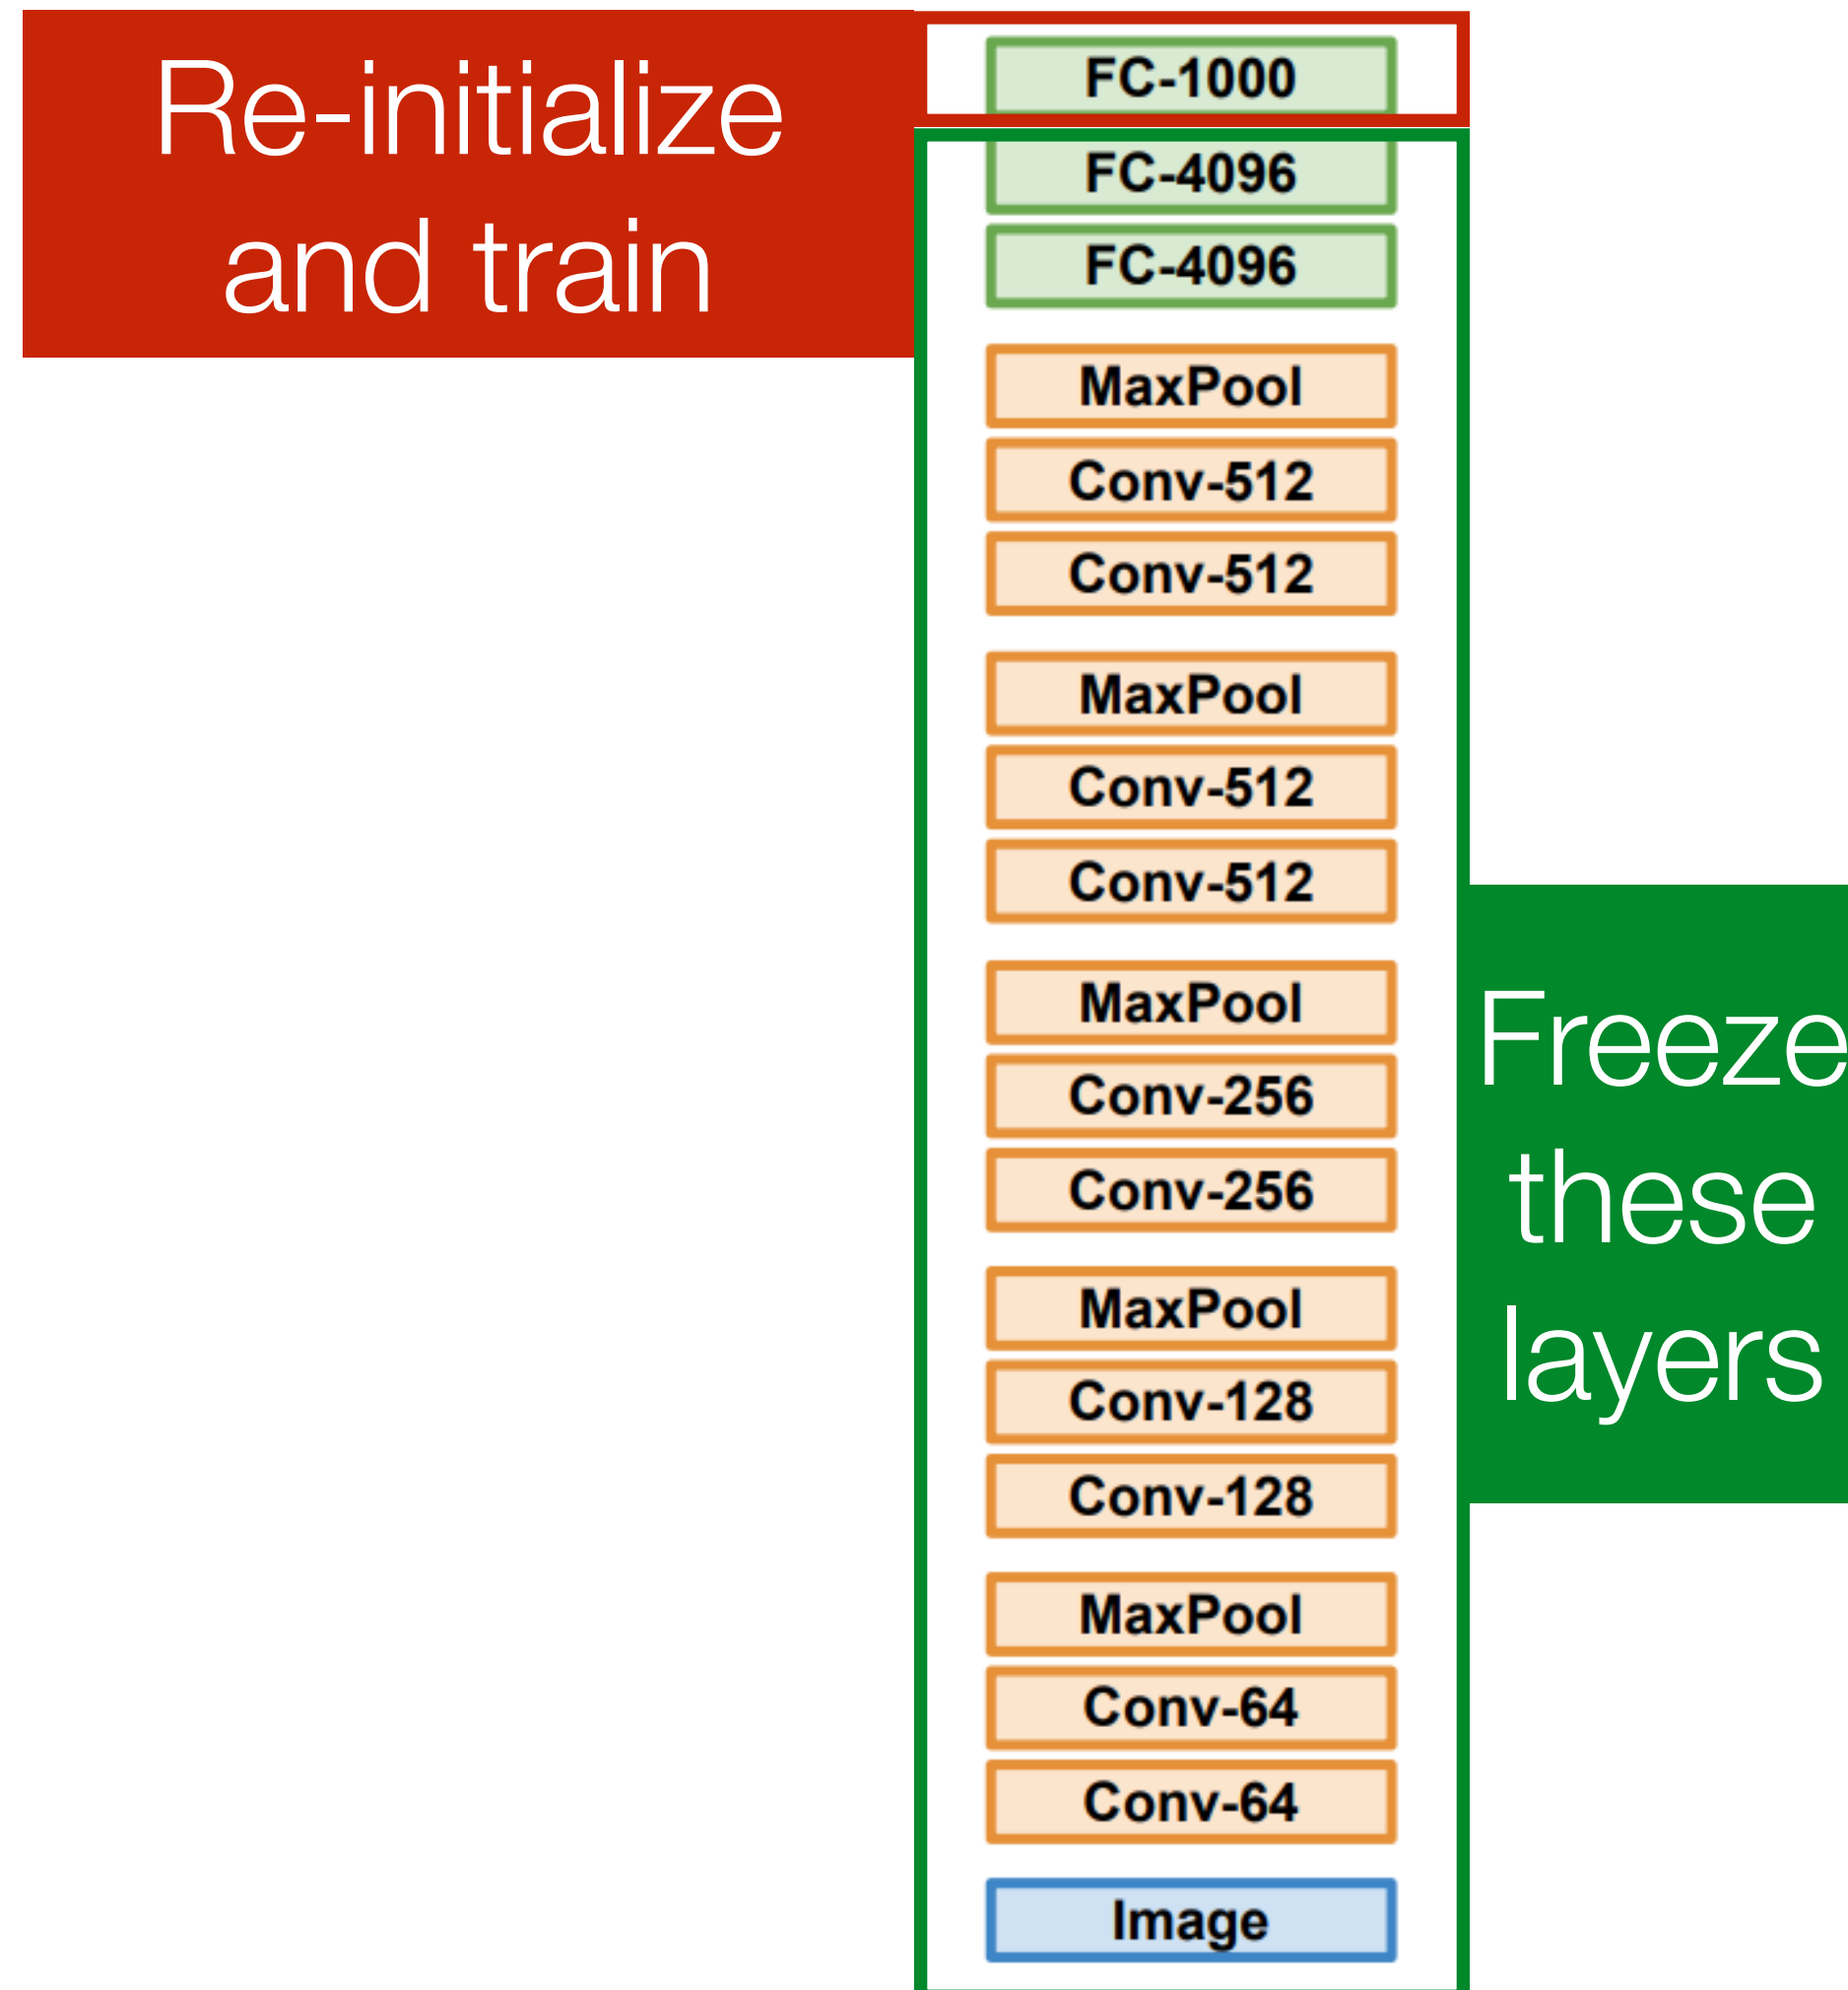 Re-initialize
and train
FC-1000
FC-4096
FC-4096
MaxPool
Conv-512
Conv-512
MaxPool
Conv-512
Conv-512
MaxPool
Conv-256
Conv-256
MaxPool
Conv-128
Conv-128
MaxPool
Conv-64
Conv-64
Image
Freeze
these
layers